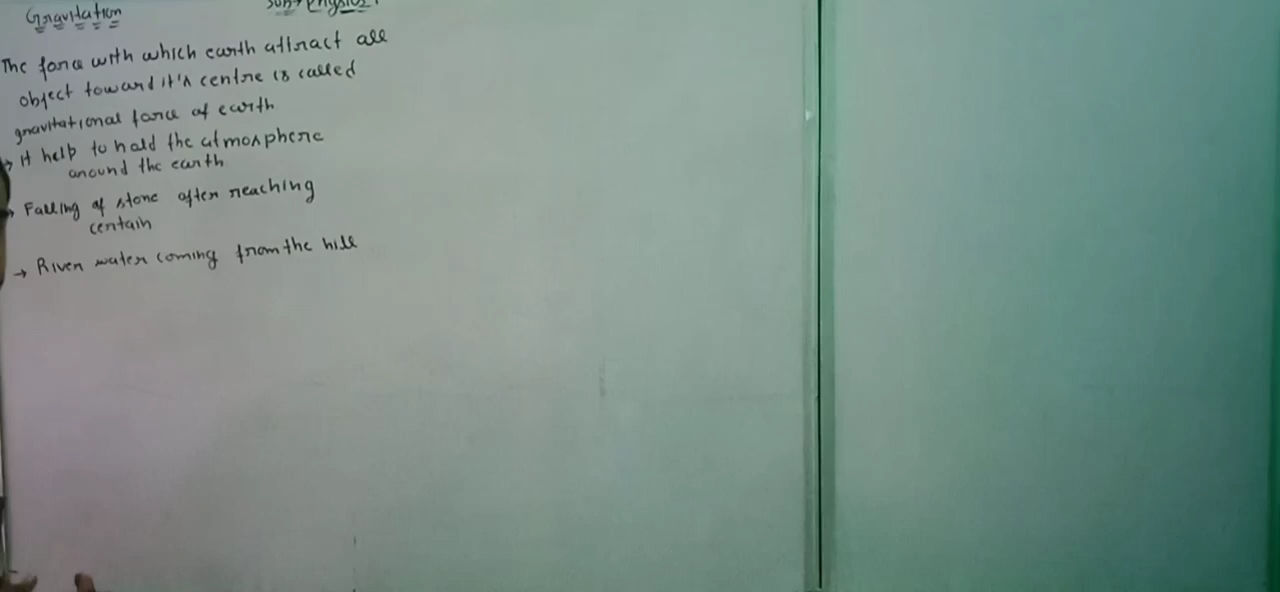 Gravitation
Sub → Physics.
The force with which earth attract all
object toward it's centre is called
gravitational force of earth
→ It help to hold the atmosphere
around the earth
→ Falling of stone after reaching
certain
→ River water coming from the hill